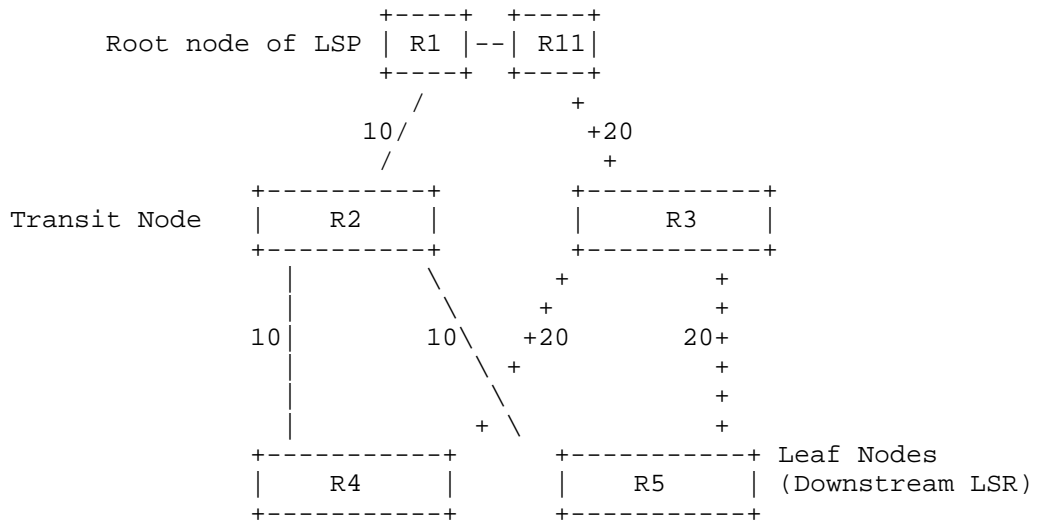 Root node of LSP R1 -- R11
10 +20
Transit Node R2 R3
10 10 +20 20+
Leaf Nodes
R4 R5 (Downstream LSR)